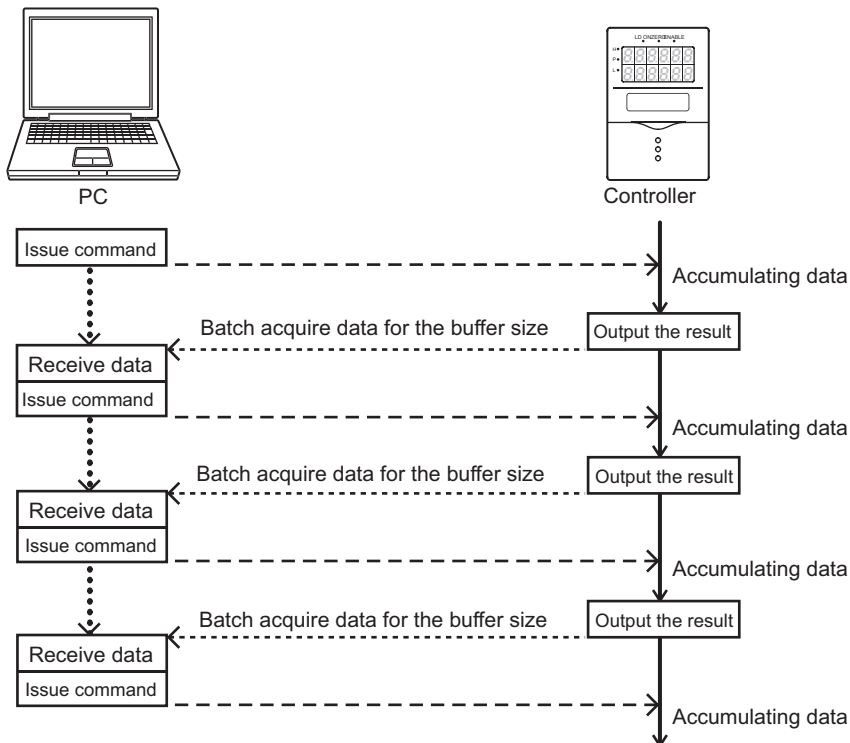 LD ONZEROENABLE
H
P
L
PC
Controller
Issue command
Accumulating data
Batch acquire data for the buffer size
Output the result
Receive data
Issue command
Accumulating data
Batch acquire data for the buffer size
Output the result
Receive data
Issue command
Accumulating data
Batch acquire data for the buffer size
Output the result
Receive data
Issue command
Accumulating data